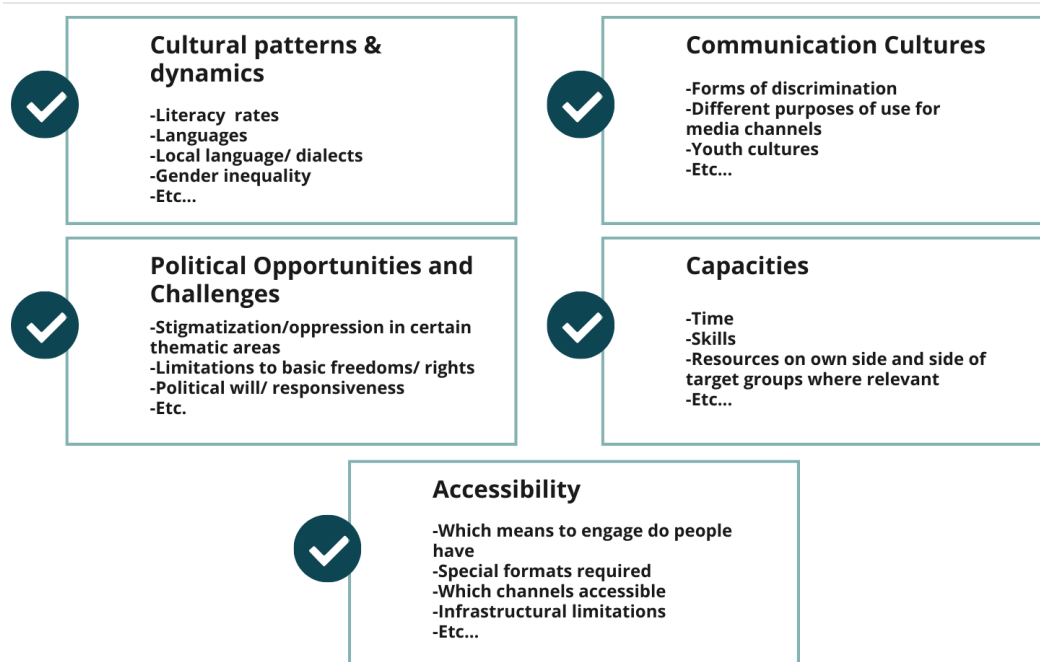 Cultural patterns &
dynamics
-Literacy rates
-Languages
-Local language/ dialects
-Gender inequality
-Etc...
Communication Cultures
-Forms of discrimination
-Different purposes of use for
media channels
-Youth cultures
-Etc...
Political Opportunities and
Challenges
-Stigmatization/oppression in certain
thematic areas
-Limitations to basic freedoms/ rights
-Political will/ responsiveness
-Etc.
Capacities
-Time
-Skills
-Resources on own side and side of
target groups where relevant
-Etc...
Accessibility
-Which means to engage do people
have
-Special formats required
-Which channels accessible
-Infrastructural limitations
-Etc...